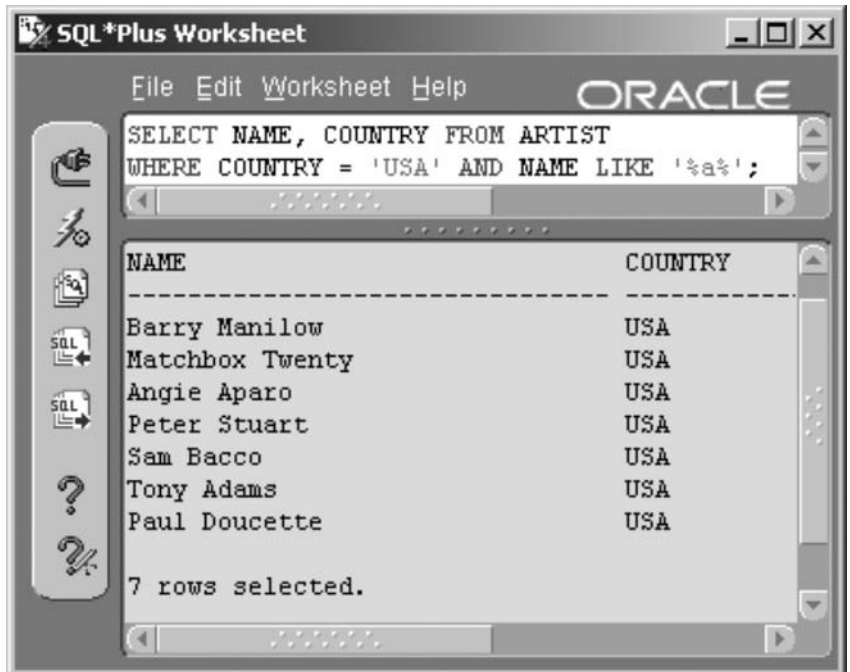 SQL*Plus Worksheet
File Edit Worksheet Help
ORACLE
SELECT NAME, COUNTRY FROM ARTIST
WHERE COUNTRY = 'USA' AND NAME LIKE '%a%';
NAME COUNTRY
------------------------------- -----------
Barry Manilow USA
Matchbox Twenty USA
Angie Aparo USA
Peter Stuart USA
Sam Bacco USA
Tony Adams USA
Paul Doucette USA
7 rows selected.
SQL
SQL